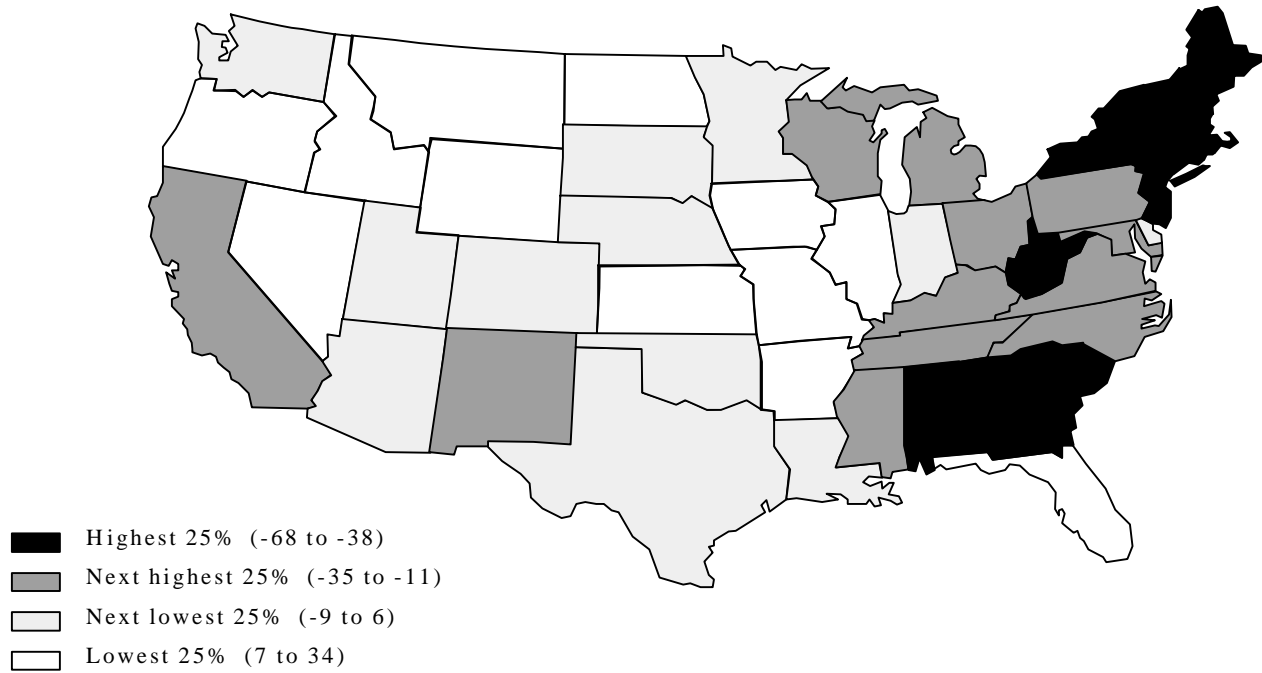 Highest 25% (-68 to -38)
Next highest 25% (-35 to -11)
Next lowest 25% (-9 to 6)
Lowest 25% (7 to 34)